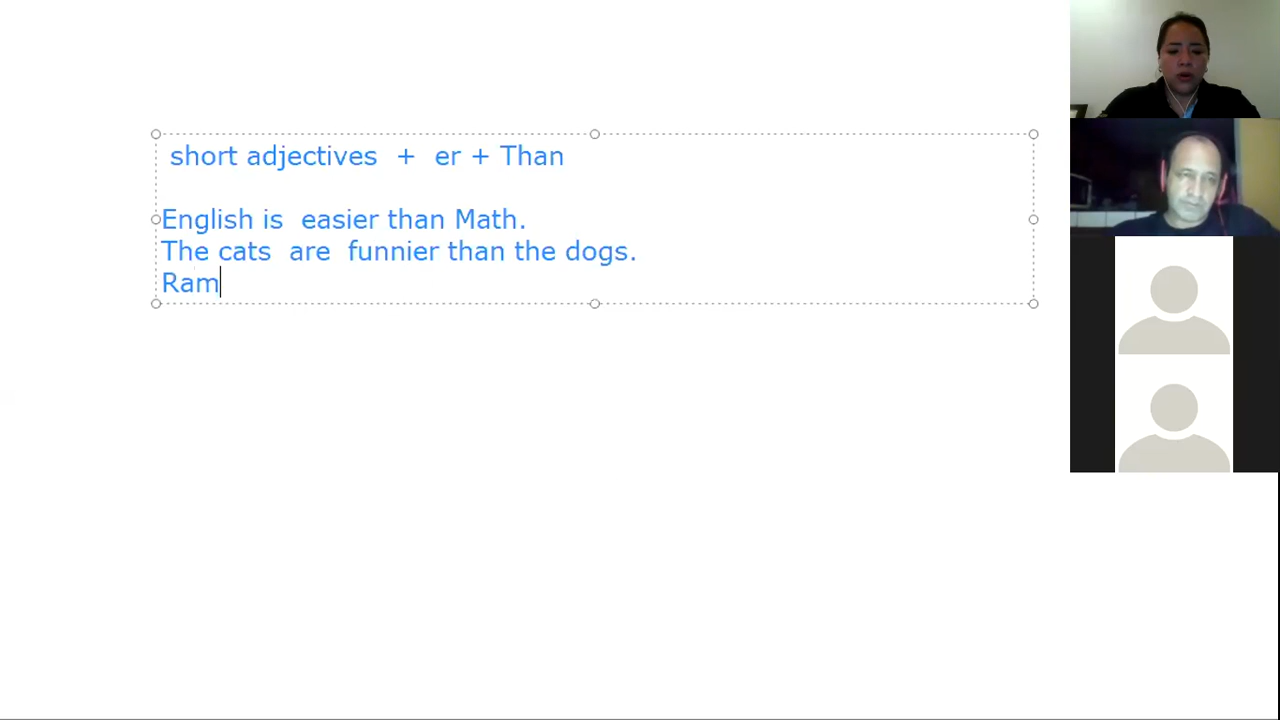 short adjectives + er + Than
English is easier than Math.
The cats are funnier than the dogs.
Ram